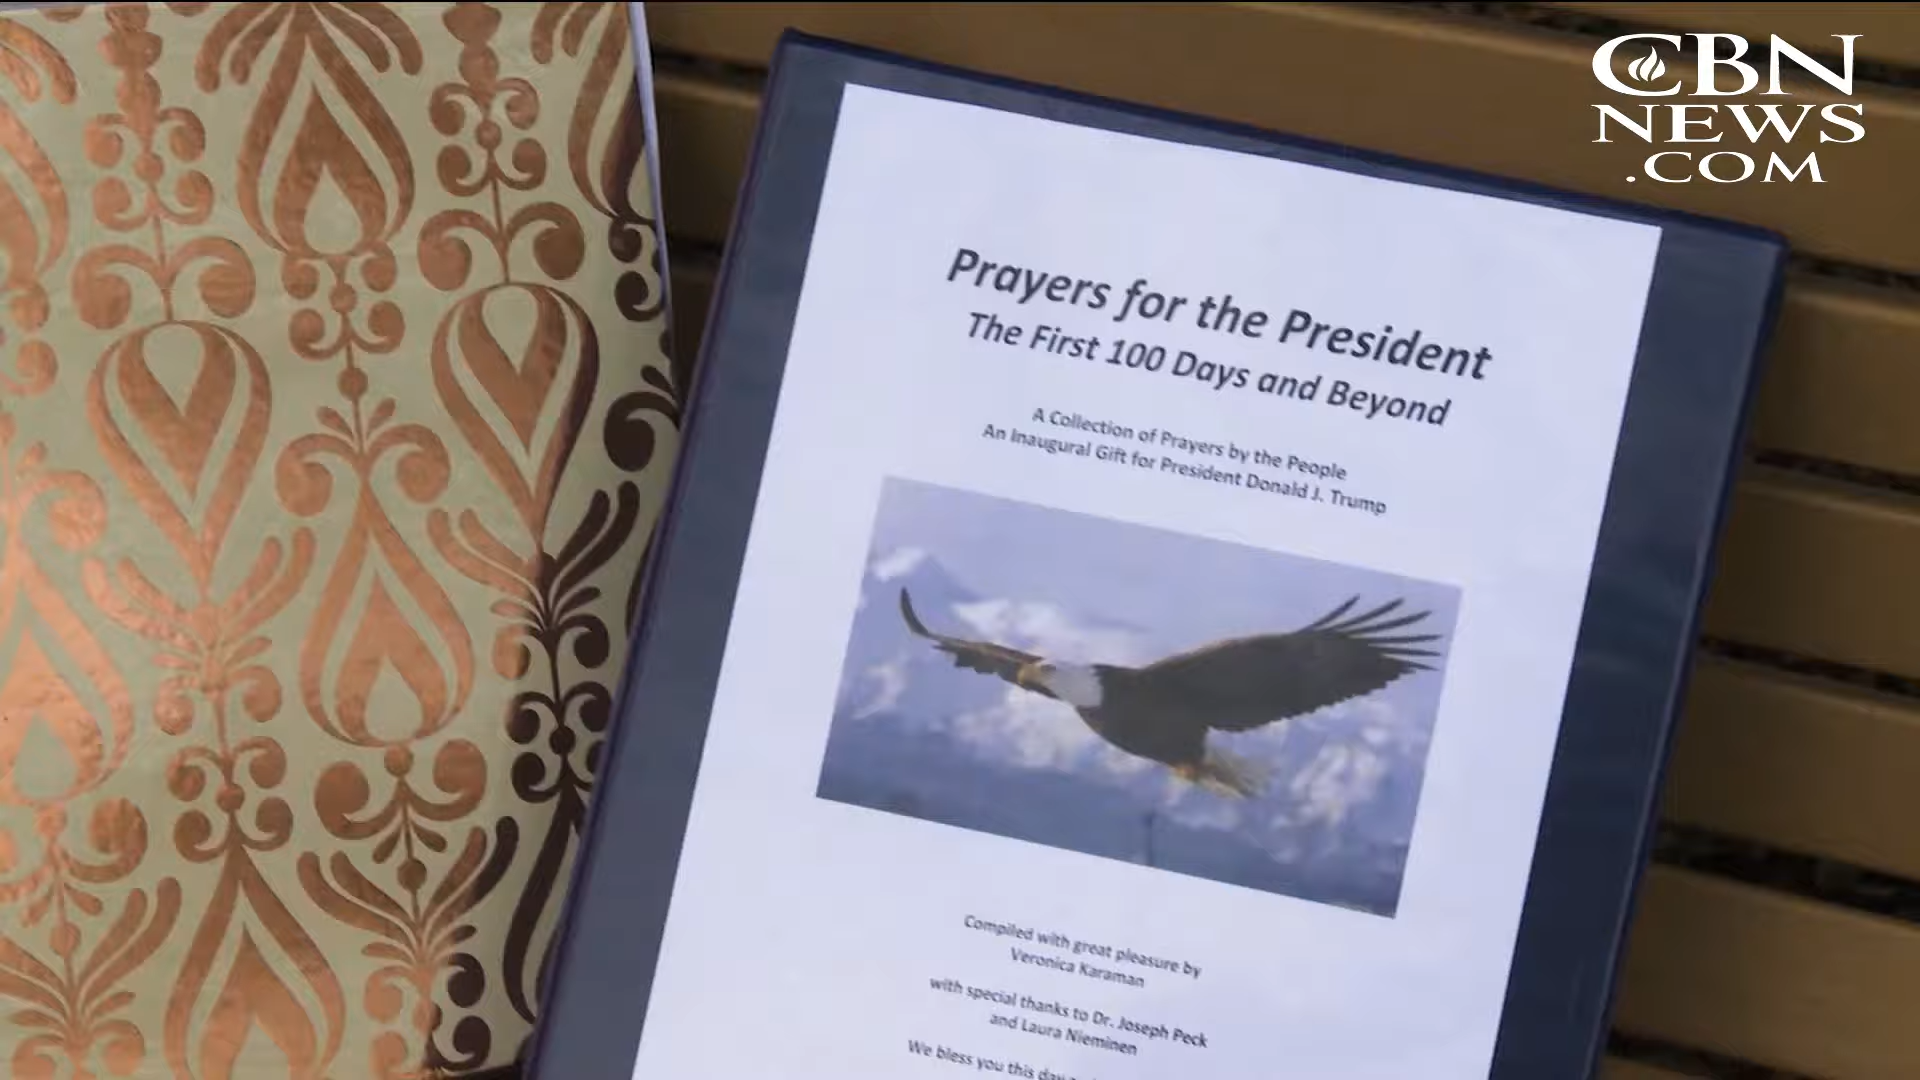 CBN
NEWS
.COM
Prayers for the President
The First 100 Days and Beyond
A Collection of Prayers by the People
An Inaugural Gift for President Donald J. Trump
Compiled with great pleasure by
Veronica Karaman
with special thanks to Dr. Joseph Peck
and Laura Nieminen
We bless you this day